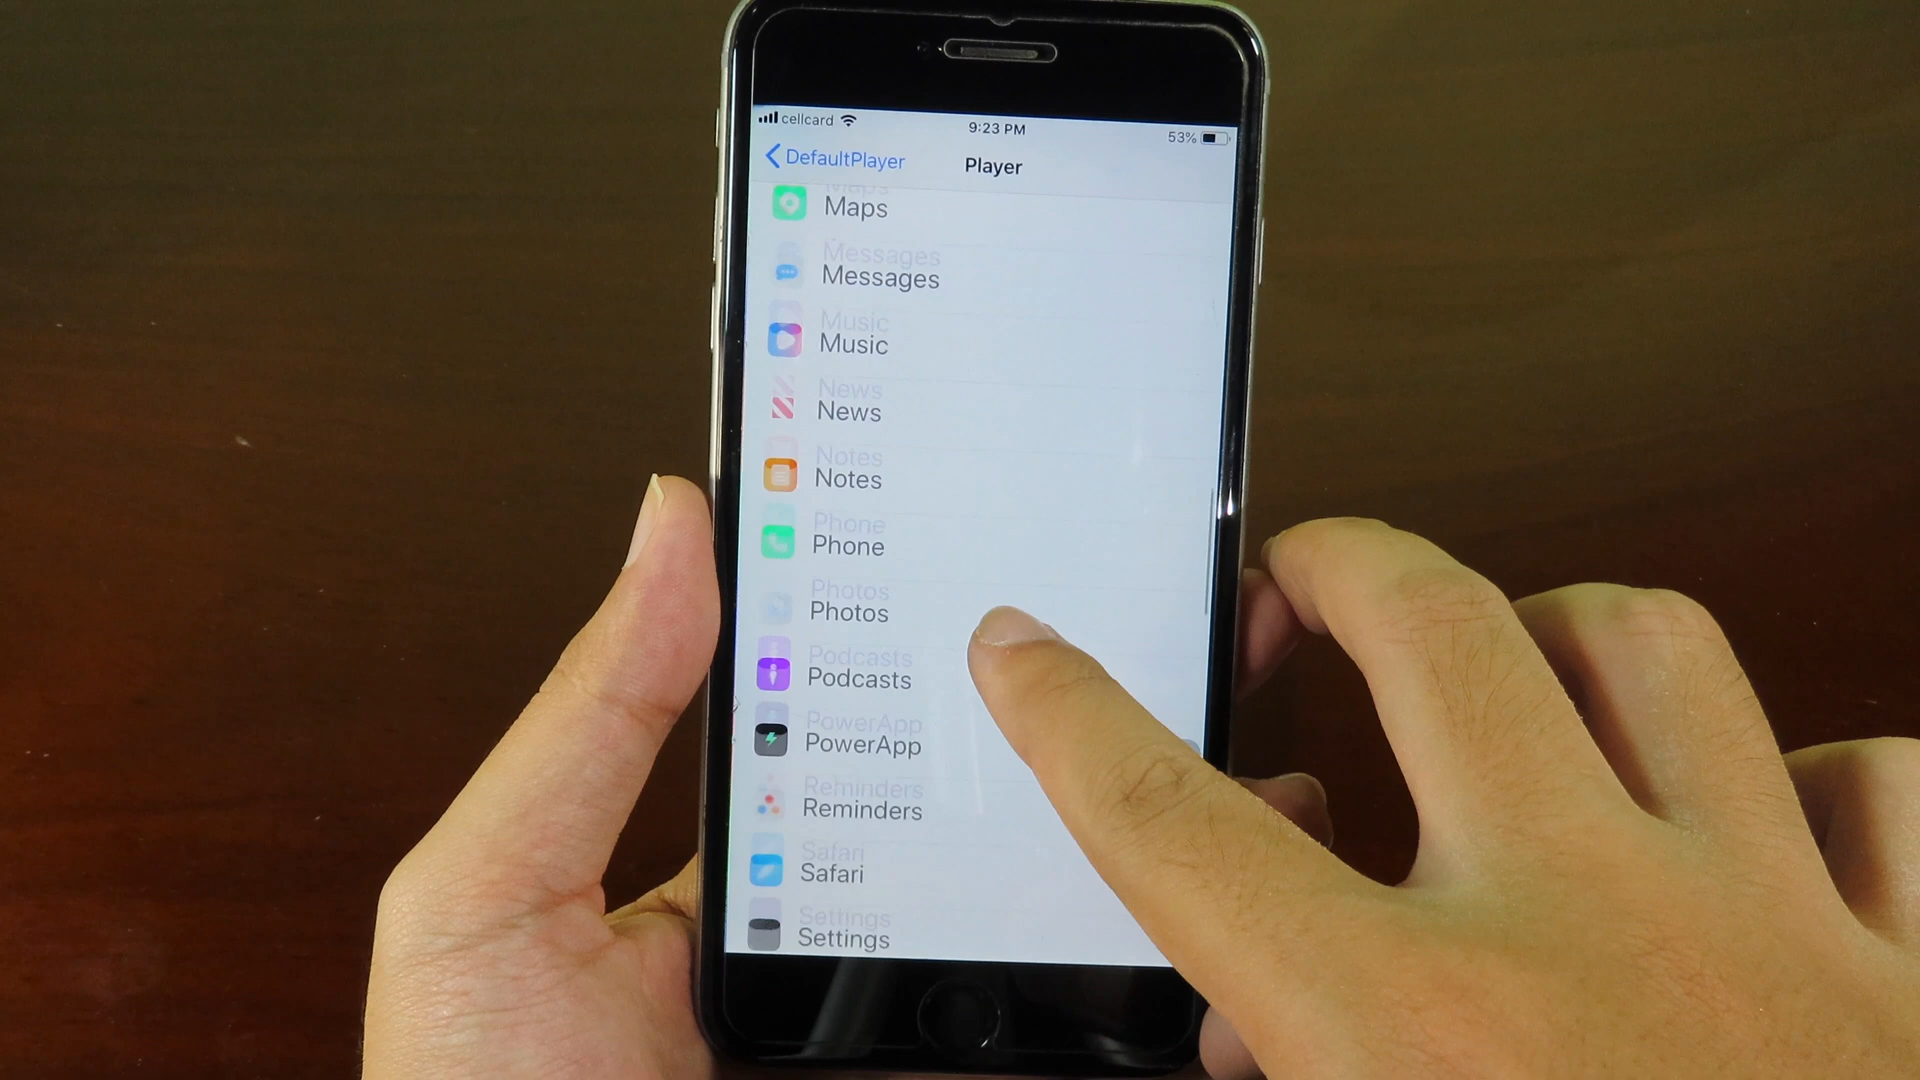 cellcard 9:23 PM 53%
DefaultPlayer Player
Maps
Maps
Messages
Messages
Music
Music
News
News
Notes
Notes
Phone
Phone
Photos
Photos
Podcasts
Podcasts
PowerApp
PowerApp
Reminders
Reminders
Safari
Safari
Settings
Settings